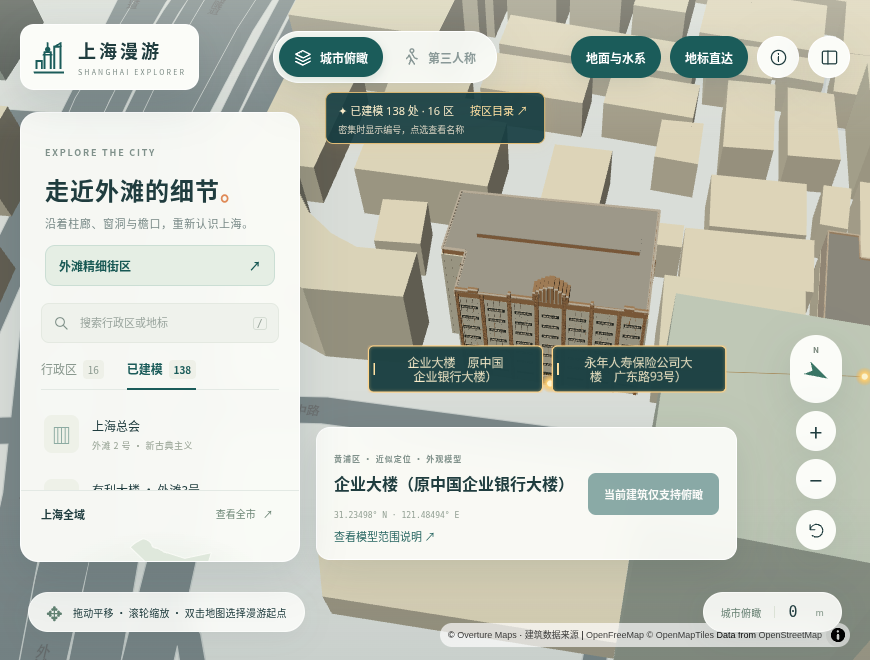 上海漫游
SHANGHAI EXPLORER
城市俯瞰
第三人称
地面与水系
地标直达
✦ 已建模 138 处 · 16 区 按区目录 ↗
密集时显示编号，点选查看名称
EXPLORE THE CITY
走近外滩的细节。
沿着柱廊、窗洞与檐口，重新认识上海。
外滩精细街区 ↗
搜索行政区或地标 /
行政区 16 已建模 138
上海总会
外滩 2 号 · 新古典主义
有利大楼 · 外滩3号
上海全域 查看全市 ↗
企业大楼 原中国
企业银行大楼）
永年人寿保险公司大
楼 广东路93号）
N
黄浦区 · 近似定位 · 外观模型
企业大楼（原中国企业银行大楼）
31.23498° N · 121.48494° E
查看模型范围说明 ↗
当前建筑仅支持俯瞰
拖动平移 · 滚轮缩放 · 双击地图选择漫游起点
城市俯瞰 0 m
© Overture Maps · 建筑数据来源 | OpenFreeMap © OpenMapTiles Data from OpenStreetMap
外